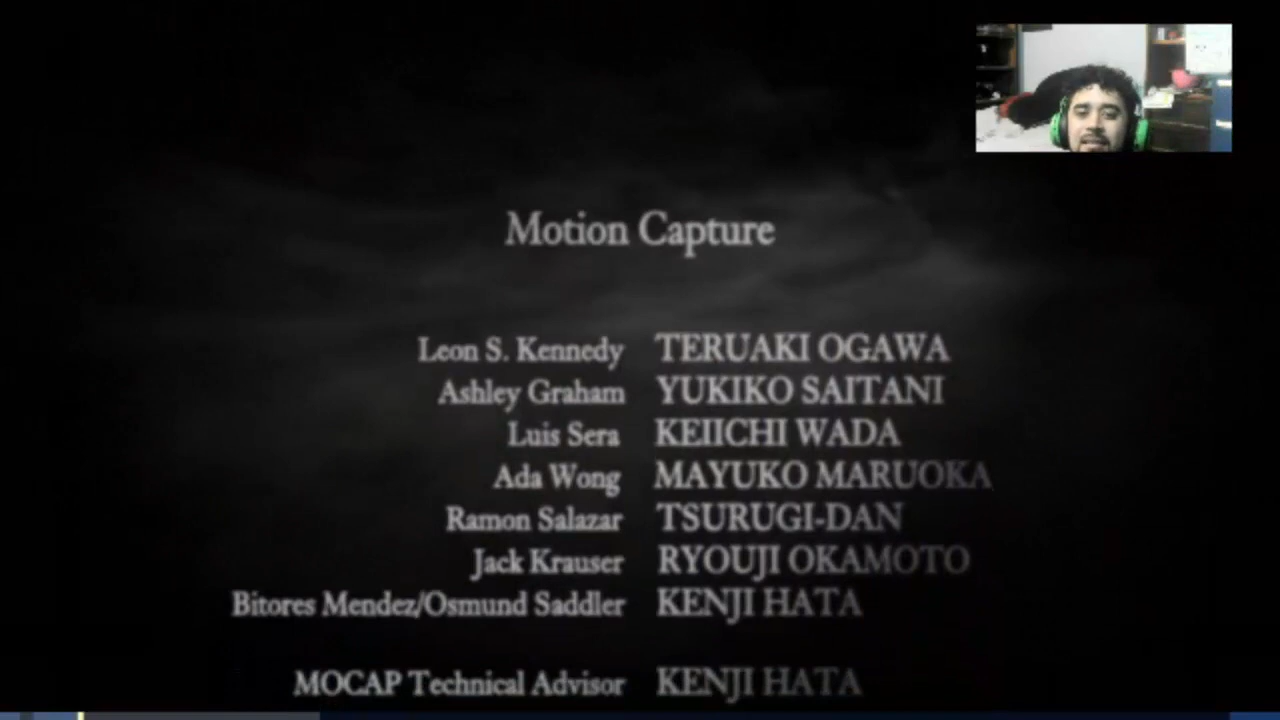 Motion Capture
Leon S. Kennedy TERUAKI OGAWA
Ashley Graham YUKIKO SAITANI
Luis Sera KEIICHI WADA
Ada Wong MAYUKO MARUOKA
Ramon Salazar TSURUGI-DAN
Jack Krauser RYOUJI OKAMOTO
Bitores Mendez/Osmund Saddler KENJI HATA
MOCAP Technical Advisor KENJI HATA